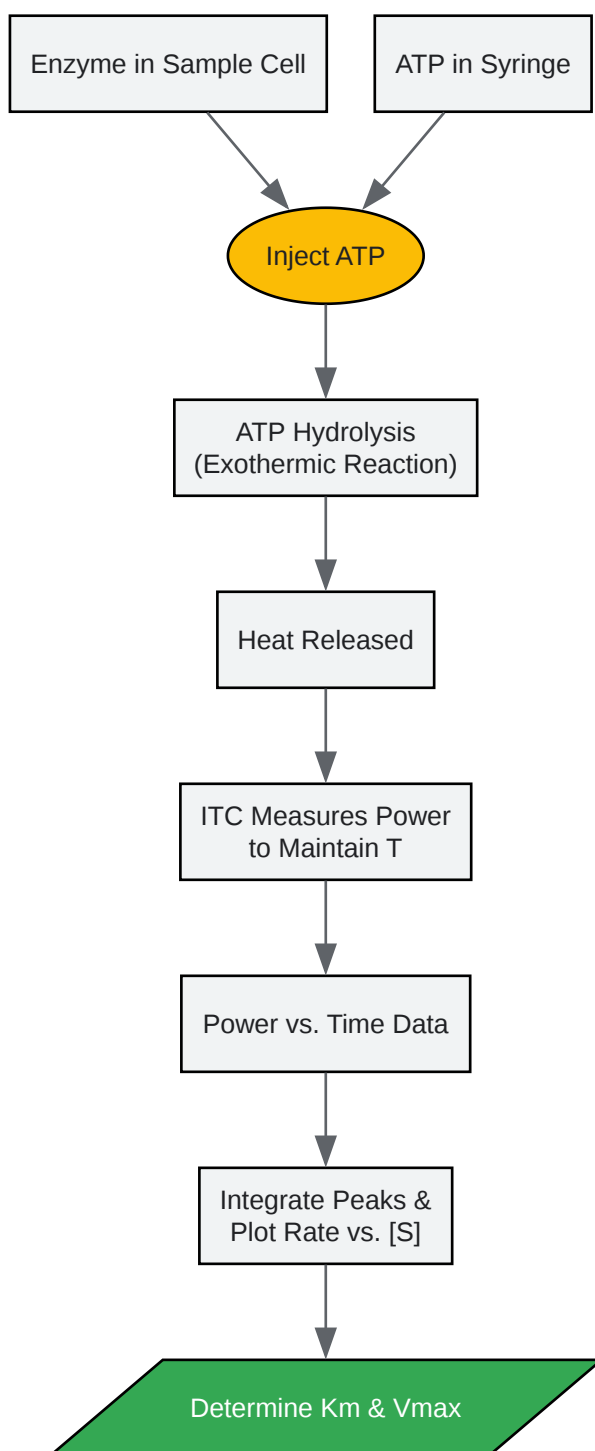 Enzyme in Sample Cell
ATP in Syringe
Inject ATP
ATP Hydrolysis
(Exothermic Reaction)
Heat Released
ITC Measures Power
to Maintain T
Power vs. Time Data
Integrate Peaks &
Plot Rate vs. [S]
Determine Km & Vmax